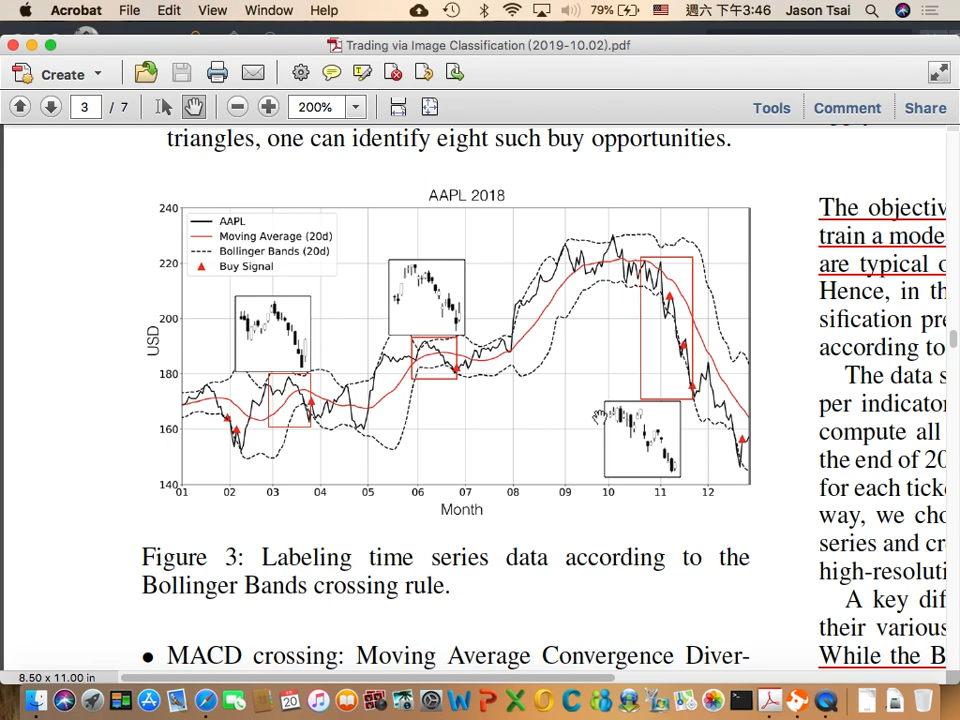 Acrobat File Edit View Window Help 79% 週六 下午3:46 Jason Tsai
Trading via Image Classification (2019-10.02).pdf
Create
3 / 7 200% Tools Comment Share
triangles, one can identify eight such buy opportunities.
AAPL 2018
AAPL
Moving Average (20d)
Bollinger Bands (20d)
Buy Signal
USD
240
220
200
180
160
140
01 02 03 04 05 06 07 08 09 10 11 12
Month
Figure 3: Labeling time series data according to the
Bollinger Bands crossing rule.
• MACD crossing: Moving Average Convergence Diver-
The objectiv
train a mode
are typical o
Hence, in th
sification pre
according to
The data s
per indicator
compute all
the end of 20
for each ticke
way, we cho
series and cr
high-resoluti
A key dif
their various
While the B
8.50 x 11.00 in
20